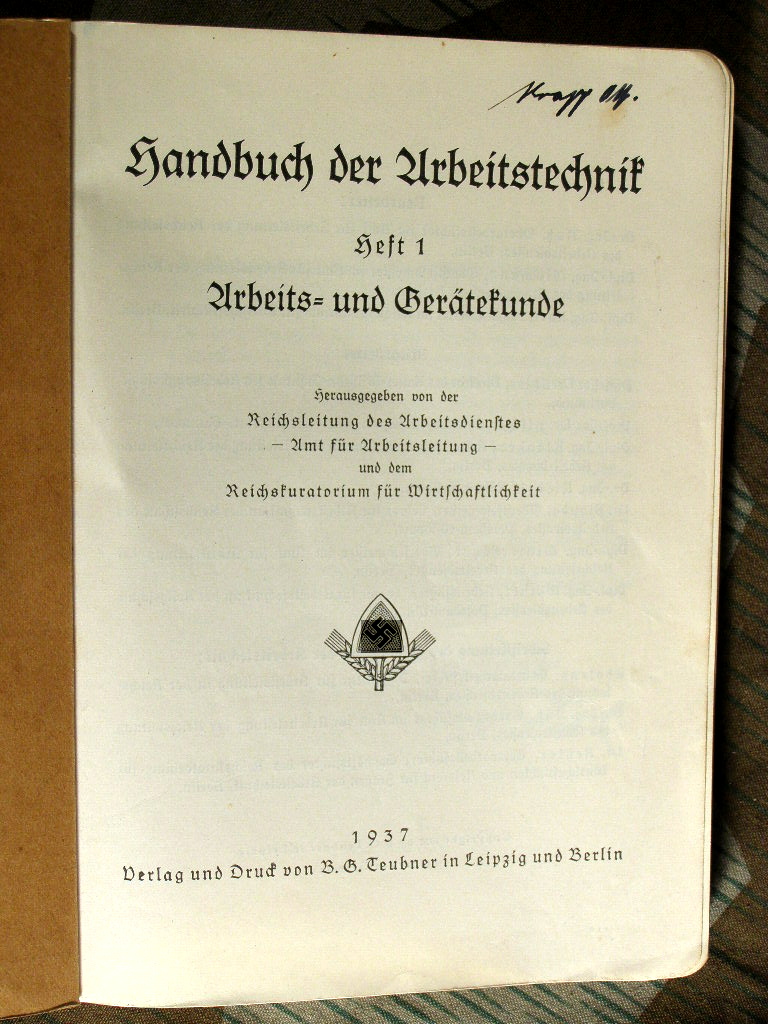 Handbuch der Arbeitstechnik
Heft 1
Arbeits- und Gerätekunde
Herausgegeben von der
Reichsleitung des Arbeitsdienstes
— Amt für Arbeitsleitung —
und dem
Reichskuratorium für Wirtschaftlichkeit
1937
Verlag und Druck von B. G. Teubner in Leipzig und Berlin